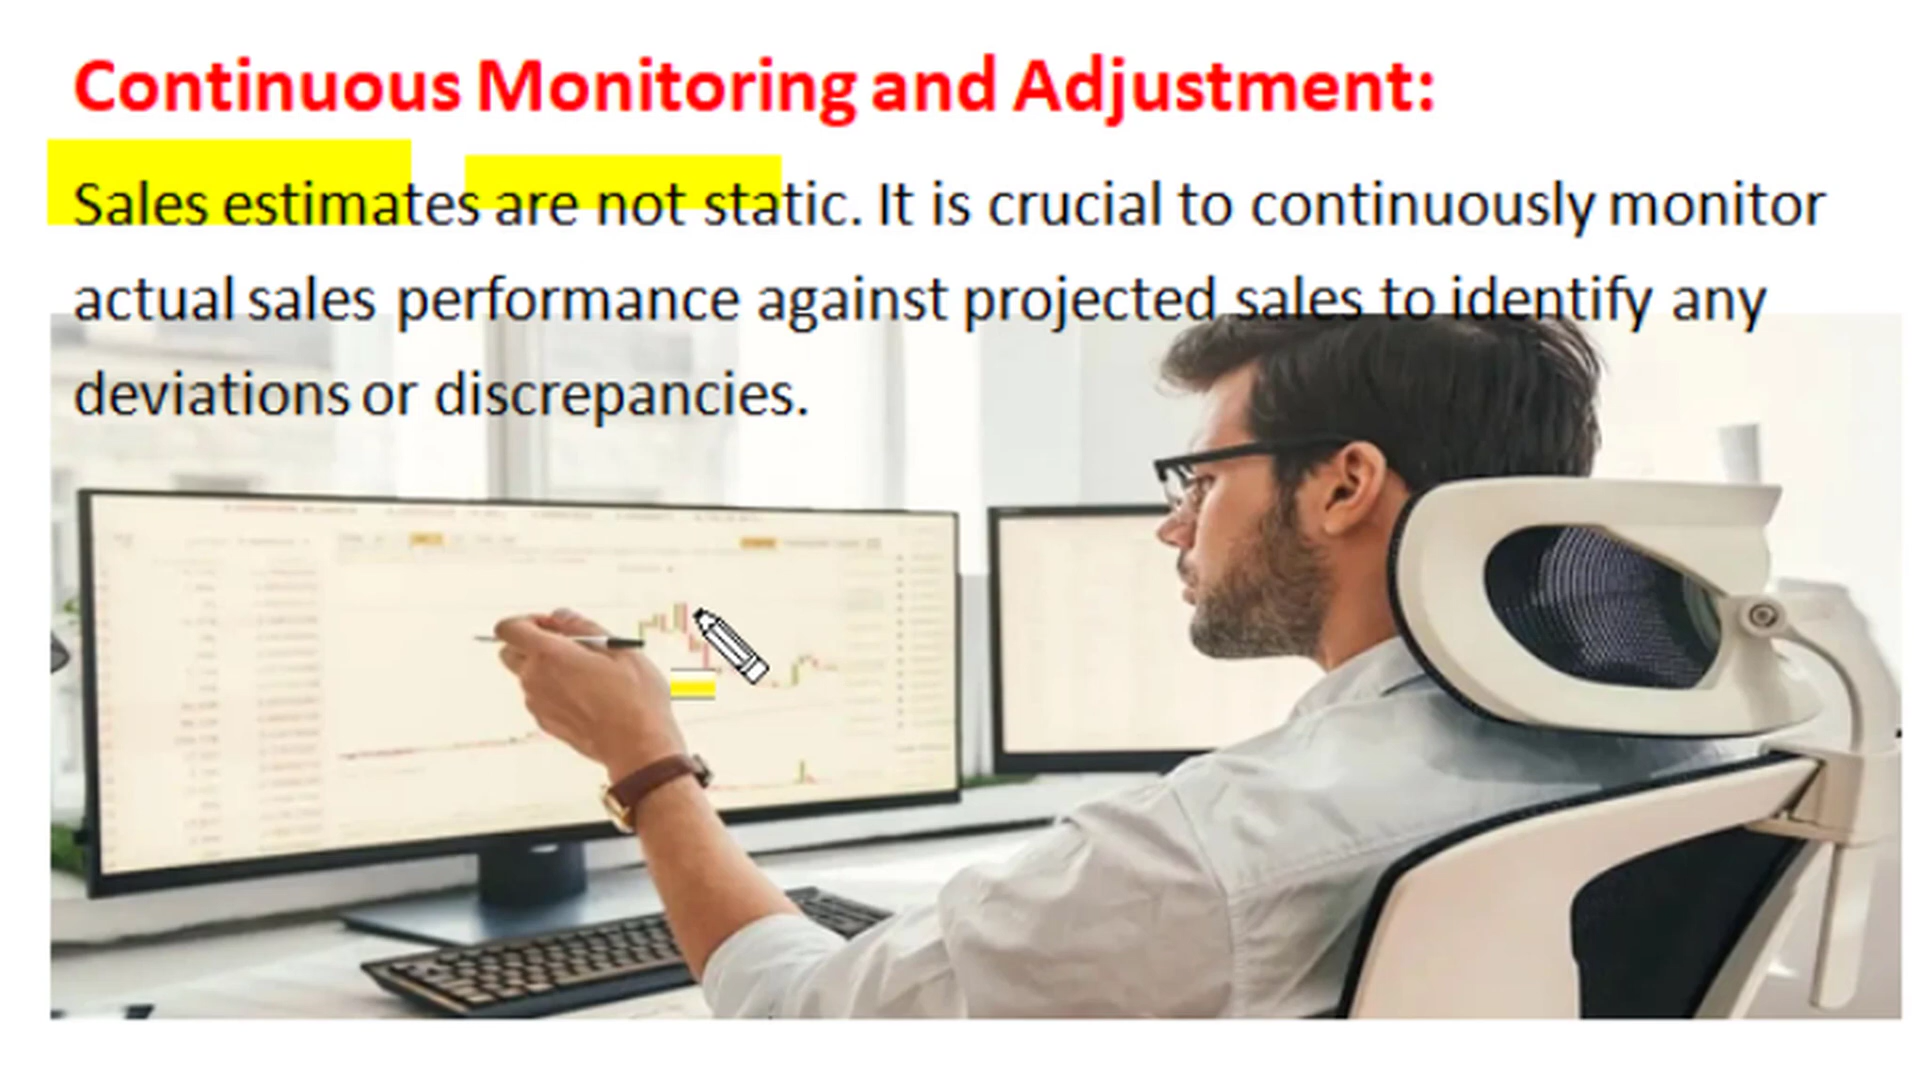 Continuous Monitoring and Adjustment:
Sales estimates are not static. It is crucial to continuously monitor
actual sales performance against projected sales to identify any
deviations or discrepancies.